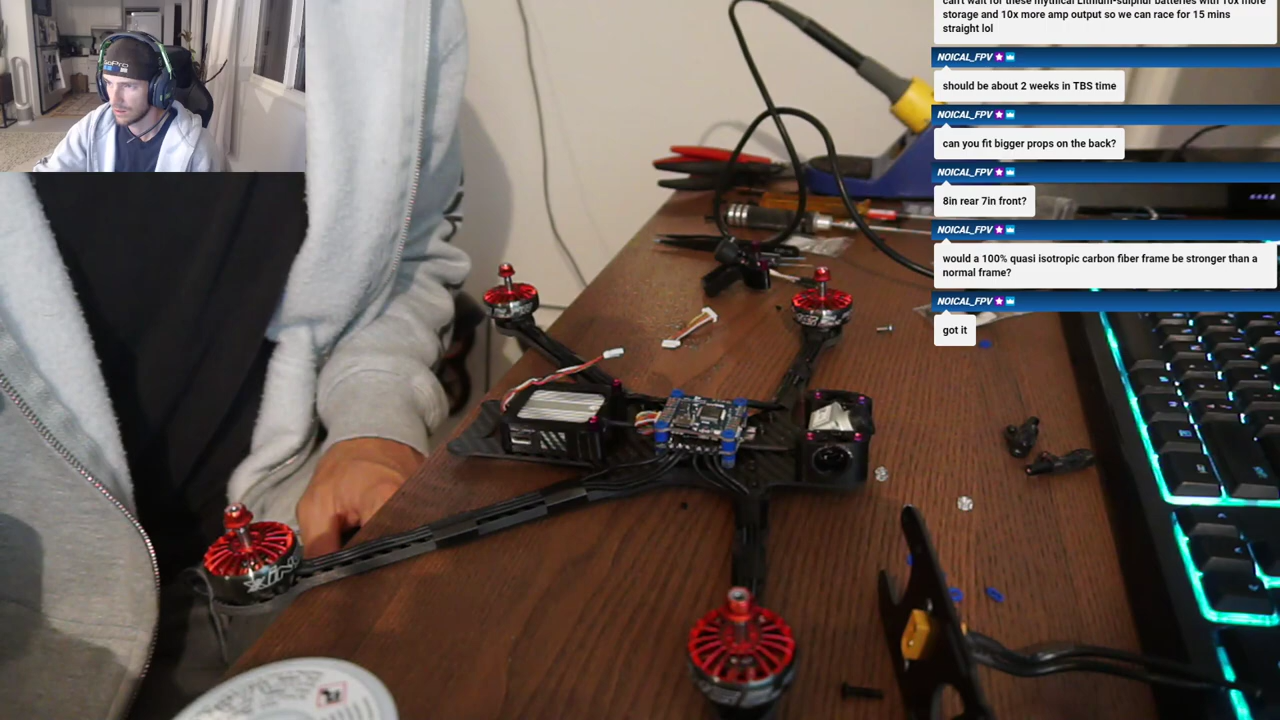 can't wait for these mythical Lithium-sulphur batteries with 10x more
storage and 10x more amp output so we can race for 15 mins
straight lol
NOICAL_FPV
should be about 2 weeks in TBS time
NOICAL_FPV
can you fit bigger props on the back?
NOICAL_FPV
8in rear 7in front?
NOICAL_FPV
would a 100% quasi isotropic carbon fiber frame be stronger than a
normal frame?
NOICAL_FPV
got it
GoPro
XING